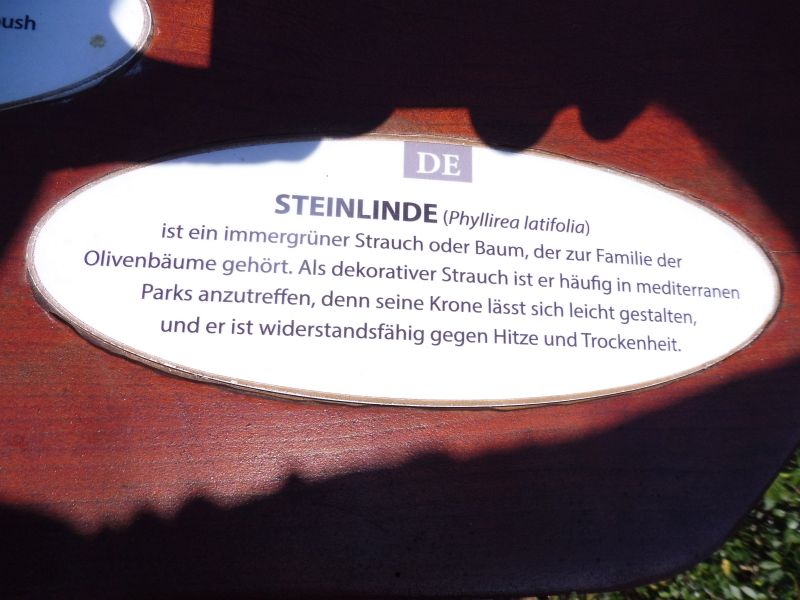 DE
STEINLINDE (Phyllirea latifolia)
ist ein immergrüner Strauch oder Baum, der zur Familie der
Olivenbäume gehört. Als dekorativer Strauch ist er häufig in mediterranen
Parks anzutreffen, denn seine Krone lässt sich leicht gestalten,
und er ist widerstandsfähig gegen Hitze und Trockenheit.